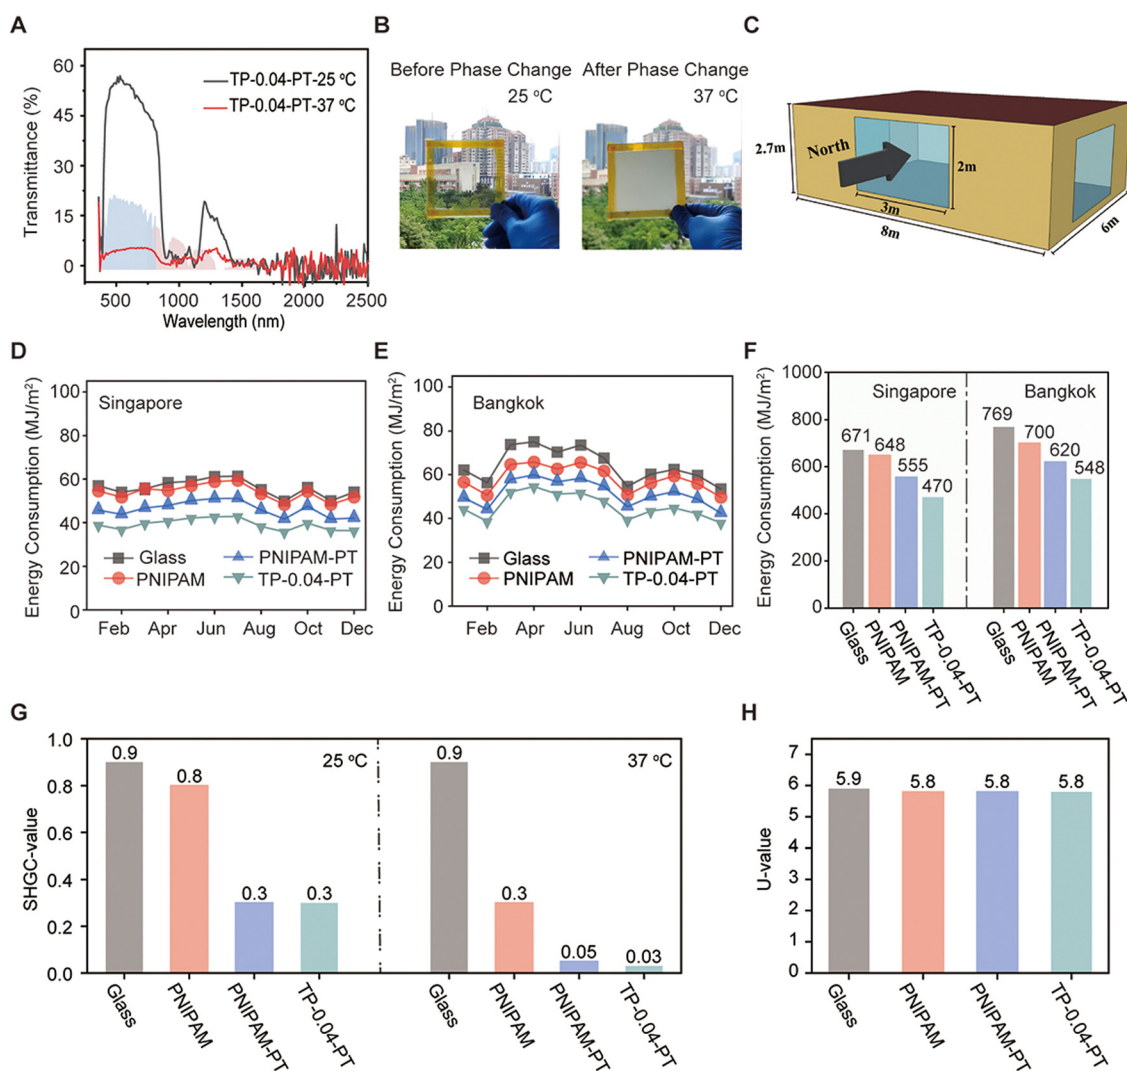 A
Transmittance (%)
60
45
30
15
0
TP-0.04-PT-25 ºC
TP-0.04-PT-37 ºC
500
1000
1500
2000
2500
Wavelength (nm)
B
Before Phase Change
25 ºC
After Phase Change
37 ºC
C
2.7m
North
2m
3m
8m
6m
D
Energy Consumption (MJ/m²)
100
80
60
40
20
0
Singapore
Glass
PNIPAM
PNIPAM-PT
TP-0.04-PT
Feb
Apr
Jun
Aug
Oct
Dec
E
Energy Consumption (MJ/m²)
100
80
60
40
20
0
Bangkok
Glass
PNIPAM
PNIPAM-PT
TP-0.04-PT
Feb
Apr
Jun
Aug
Oct
Dec
F
Energy Consumption (MJ/m²)
1000
800
600
400
200
0
Singapore
671
648
555
470
Bangkok
769
700
620
548
Glass
PNIPAM
PNIPAM-PT
TP-0.04-PT
Glass
PNIPAM
PNIPAM-PT
TP-0.04-PT
G
SHGC-value
1.0
0.8
0.6
0.4
0.2
0.0
25 ºC
0.9
0.8
0.3
0.3
37 ºC
0.9
0.3
0.05
0.03
Glass
PNIPAM
PNIPAM-PT
TP-0.04-PT
Glass
PNIPAM
PNIPAM-PT
TP-0.04-PT
H
U-value
7
6
5
4
3
2
1
0
5.9
5.8
5.8
5.8
Glass
PNIPAM
PNIPAM-PT
TP-0.04-PT